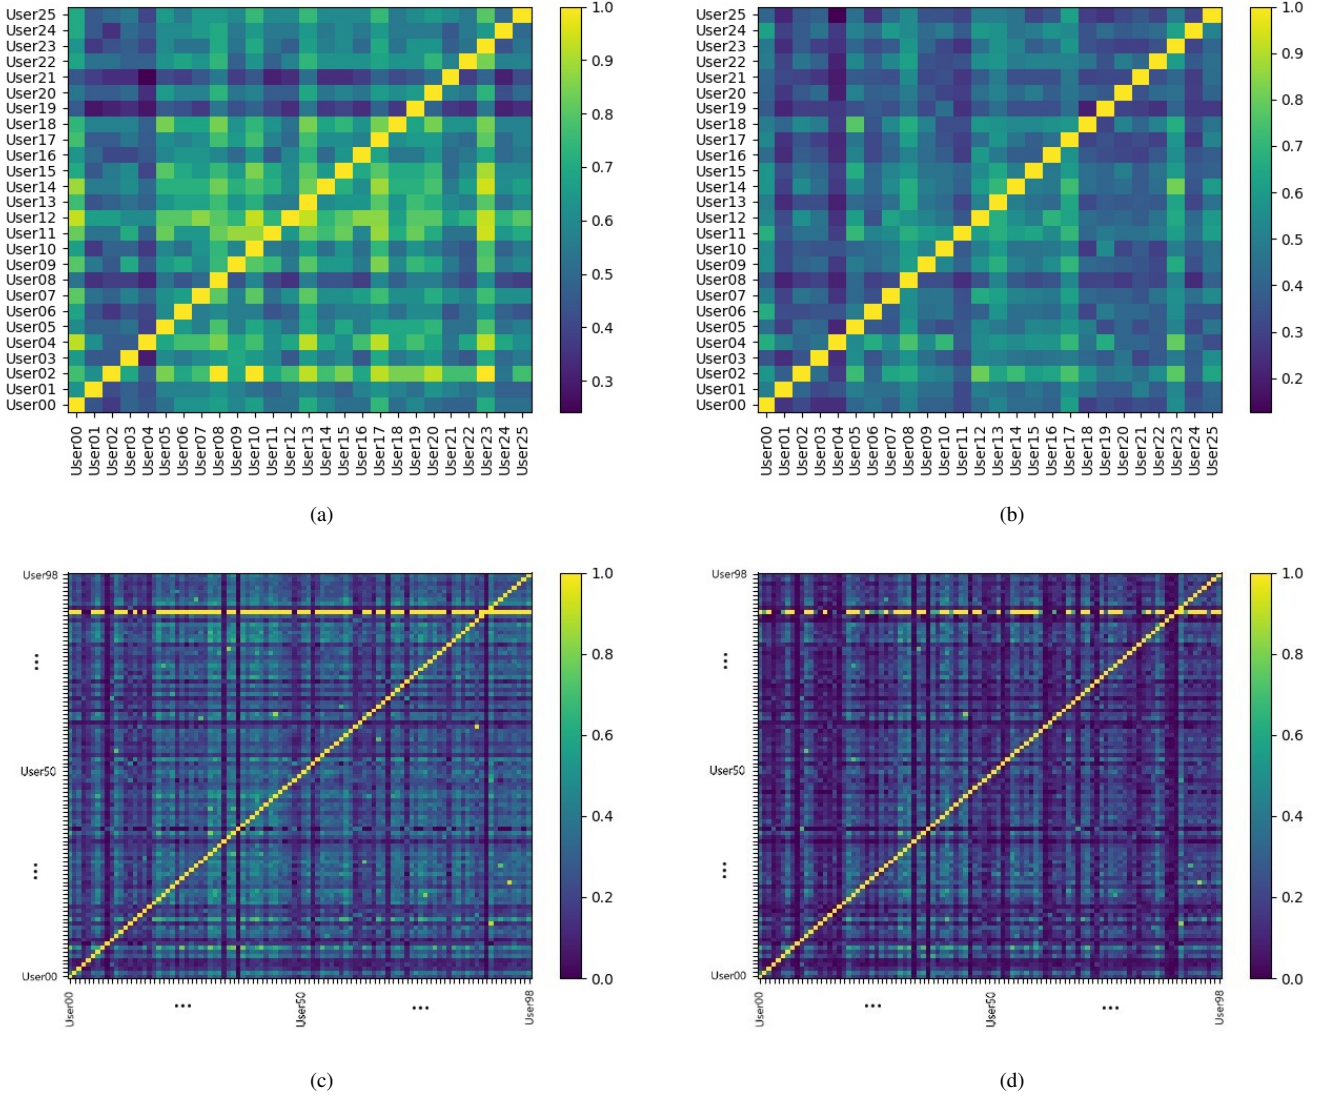 User25
User24
User23
User22
User21
User20
User19
User18
User17
User16
User15
User14
User13
User12
User11
User10
User09
User08
User07
User06
User05
User04
User03
User02
User01
User00
User00
User01
User02
User03
User04
User05
User06
User07
User08
User09
User10
User11
User12
User13
User14
User15
User16
User17
User18
User19
User20
User21
User22
User23
User24
User25
1.0
0.9
0.8
0.7
0.6
0.5
0.4
0.3
(a)
User25
User24
User23
User22
User21
User20
User19
User18
User17
User16
User15
User14
User13
User12
User11
User10
User09
User08
User07
User06
User05
User04
User03
User02
User01
User00
User00
User01
User02
User03
User04
User05
User06
User07
User08
User09
User10
User11
User12
User13
User14
User15
User16
User17
User18
User19
User20
User21
User22
User23
User24
User25
1.0
0.9
0.8
0.7
0.6
0.5
0.4
0.3
0.2
(b)
User98
...
User50
...
User00
User00
...
User50
...
User98
1.0
0.8
0.6
0.4
0.2
0.0
(c)
User98
...
User50
...
User00
User00
...
User50
...
User98
1.0
0.8
0.6
0.4
0.2
0.0
(d)